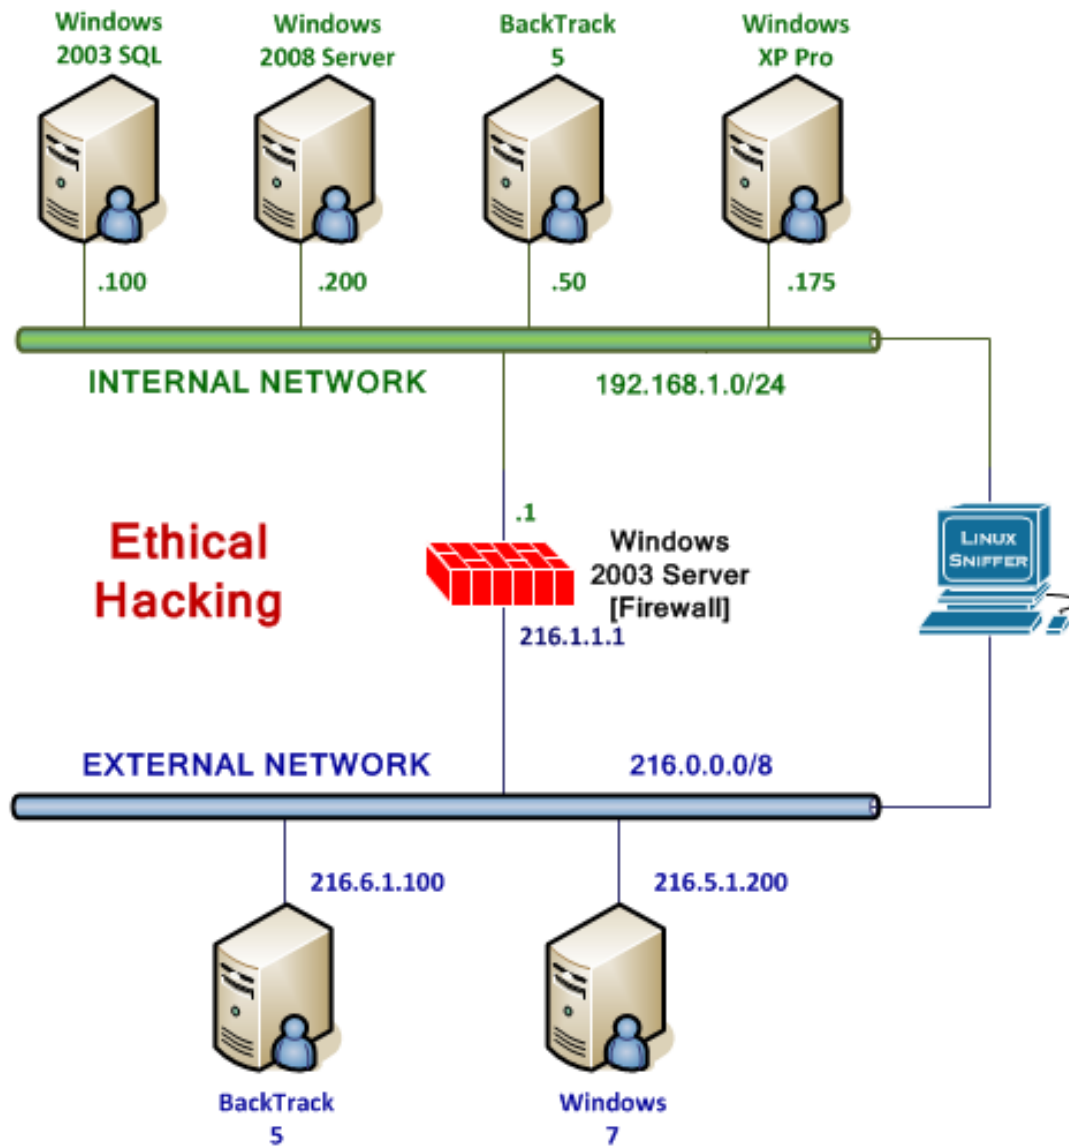 Windows
2003 SQL
Windows
2008 Server
BackTrack
5
Windows
XP Pro
.100
.200
.50
.175
INTERNAL NETWORK
192.168.1.0/24
Ethical
Hacking
.1
Windows
2003 Server
[Firewall]
216.1.1.1
LINUX
SNIFFER
EXTERNAL NETWORK
216.0.0.0/8
216.6.1.100
216.5.1.200
BackTrack
5
Windows
7